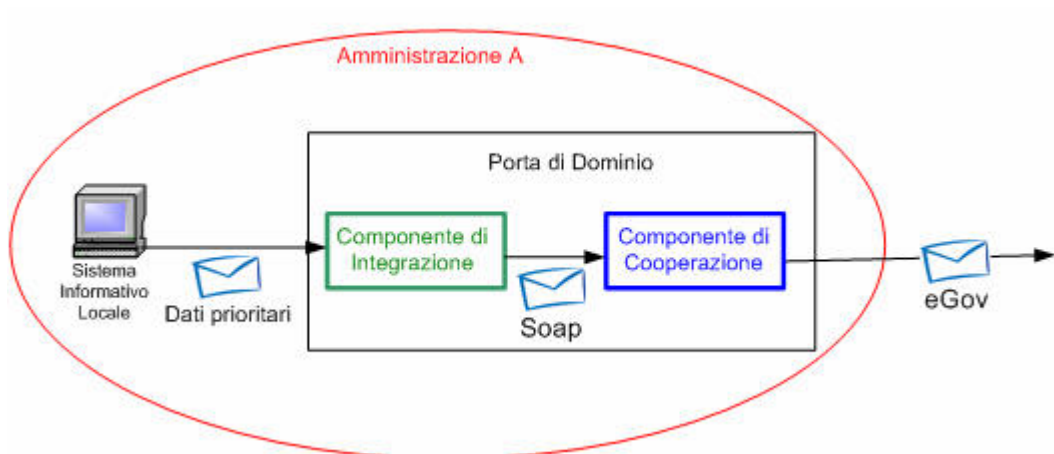 Amministrazione A
Porta di Dominio
Componente di
Integrazione
Componente di
Cooperazione
Sistema
Informativo
Locale
Dati prioritari
Soap
eGov